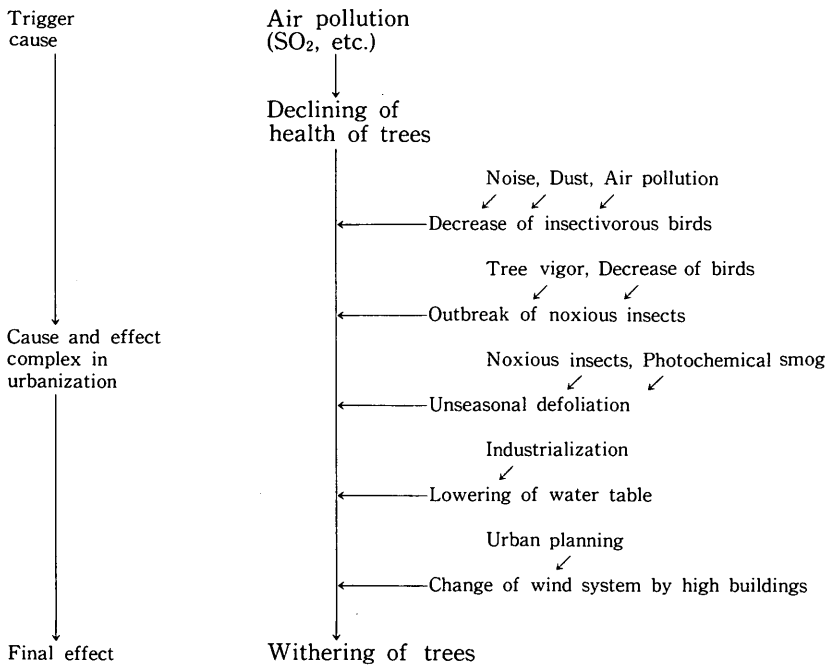 Trigger
cause
Air pollution
(SO₂, etc.)
Declining of
health of trees
Noise, Dust, Air pollution
Decrease of insectivorous birds
Tree vigor, Decrease of birds
Outbreak of noxious insects
Cause and effect
complex in
urbanization
Noxious insects, Photochemical smog
Unseasonal defoliation
Industrialization
Lowering of water table
Urban planning
Change of wind system by high buildings
Final effect
Withering of trees